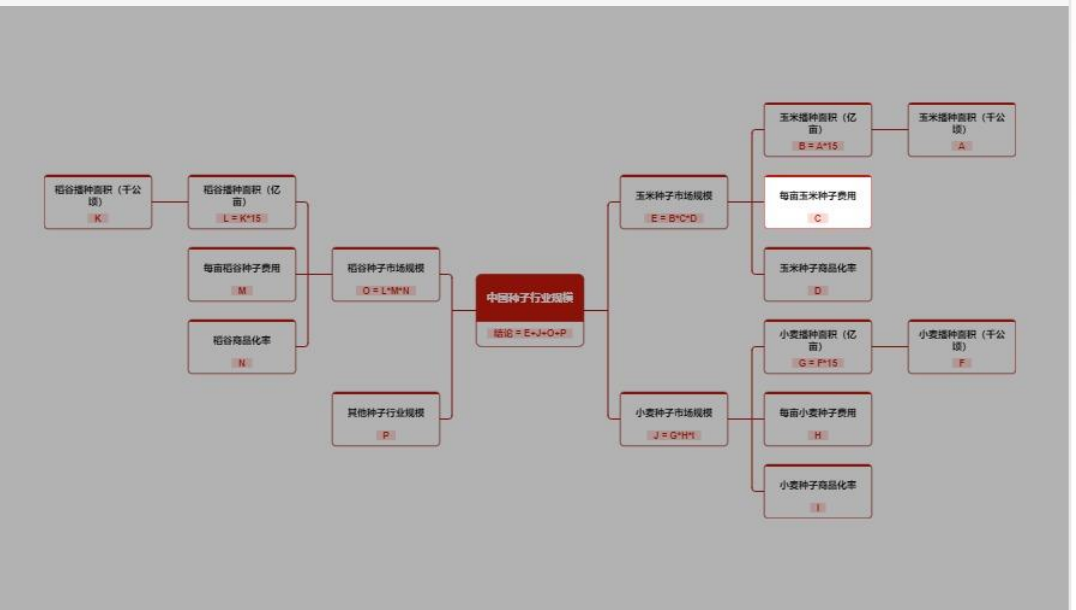 玉米播种面积（亿
亩）
B = A*15
玉米播种面积（千公
顷）
A
稻谷播种面积（千公
顷）
K
稻谷播种面积（亿
亩）
L = K*15
玉米种子市场规模
E = B*C*D
每亩玉米种子费用
C
每亩稻谷种子费用
M
稻谷种子市场规模
O = L*M*N
中国种子行业规模
结论 = E+J+O+P
玉米种子商品化率
D
稻谷商品化率
N
小麦播种面积（亿
亩）
G = F*15
小麦播种面积（千公
顷）
F
其他种子行业规模
P
小麦种子市场规模
J = G*H*I
每亩小麦种子费用
H
小麦种子商品化率
I